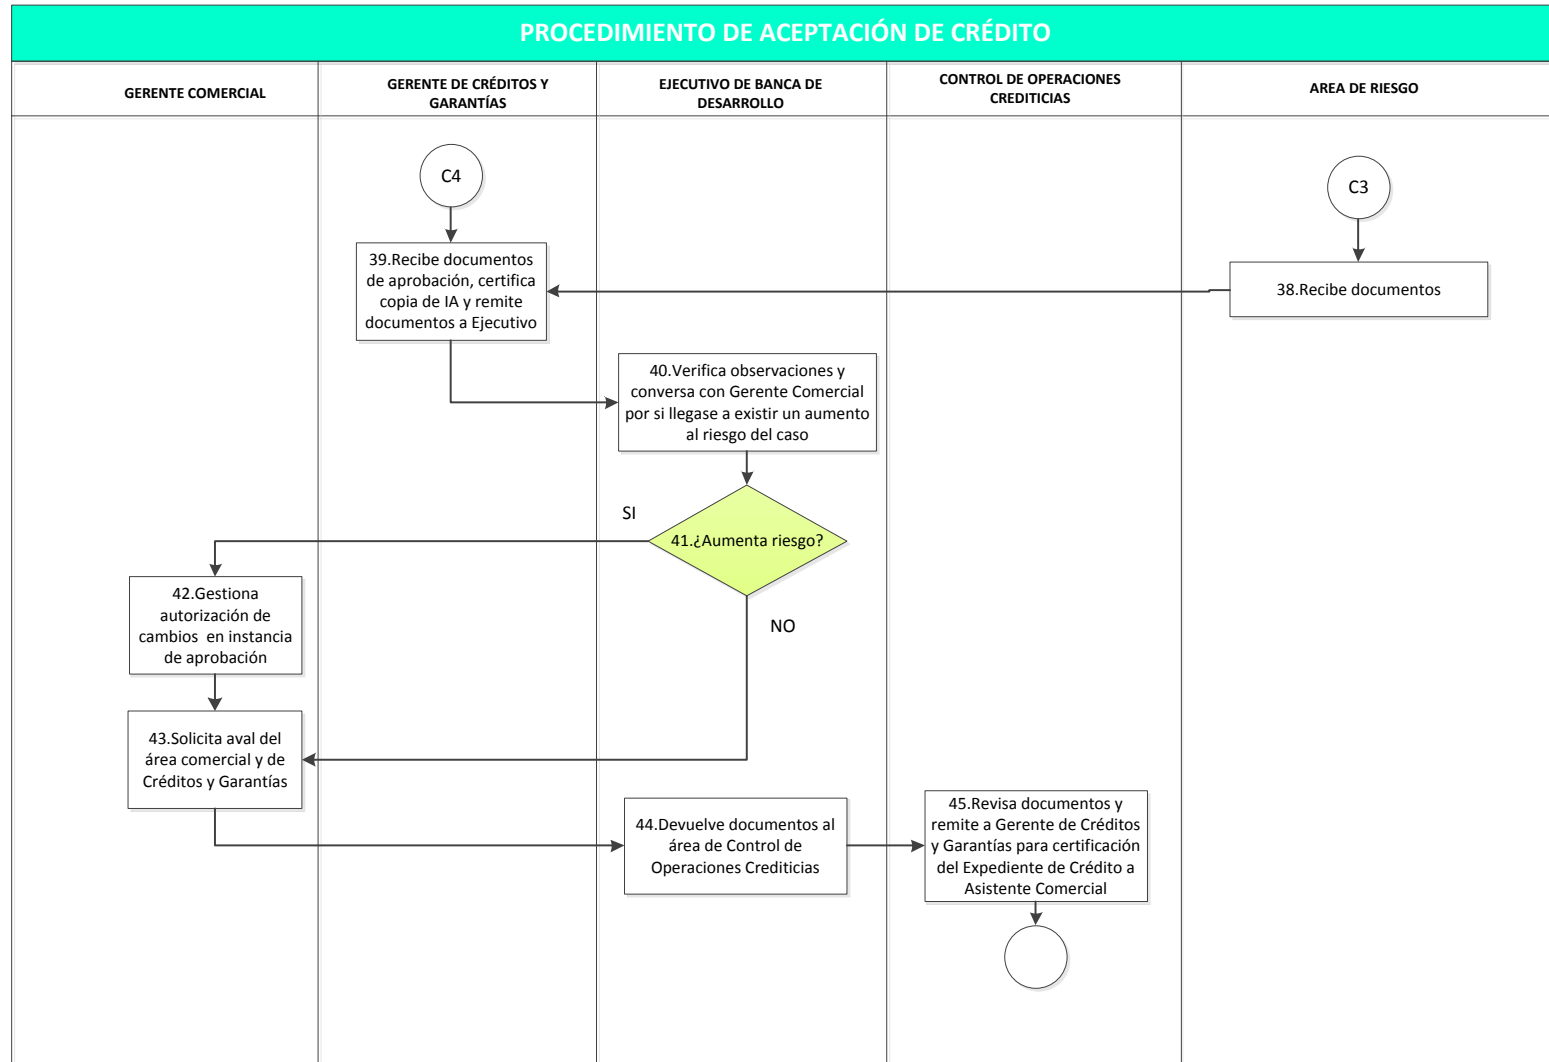 PROCEDIMIENTO DE ACEPTACIÓN DE CRÉDITO
GERENTE COMERCIAL
GERENTE DE CRÉDITOS Y
GARANTÍAS
EJECUTIVO DE BANCA DE
DESARROLLO
CONTROL DE OPERACIONES
CREDITICIAS
AREA DE RIESGO
C4
C3
39.Recibe documentos
de aprobación, certifica
copia de IA y remite
documentos a Ejecutivo
38.Recibe documentos
40.Verifica observaciones y
conversa con Gerente Comercial
por si llegase a existir un aumento
al riesgo del caso
SI
41.¿Aumenta riesgo?
NO
42.Gestiona
autorización de
cambios en instancia
de aprobación
43.Solicita aval del
área comercial y de
Créditos y Garantías
44.Devuelve documentos al
área de Control de
Operaciones Crediticias
45.Revisa documentos y
remite a Gerente de Créditos
y Garantías para certificación
del Expediente de Crédito a
Asistente Comercial